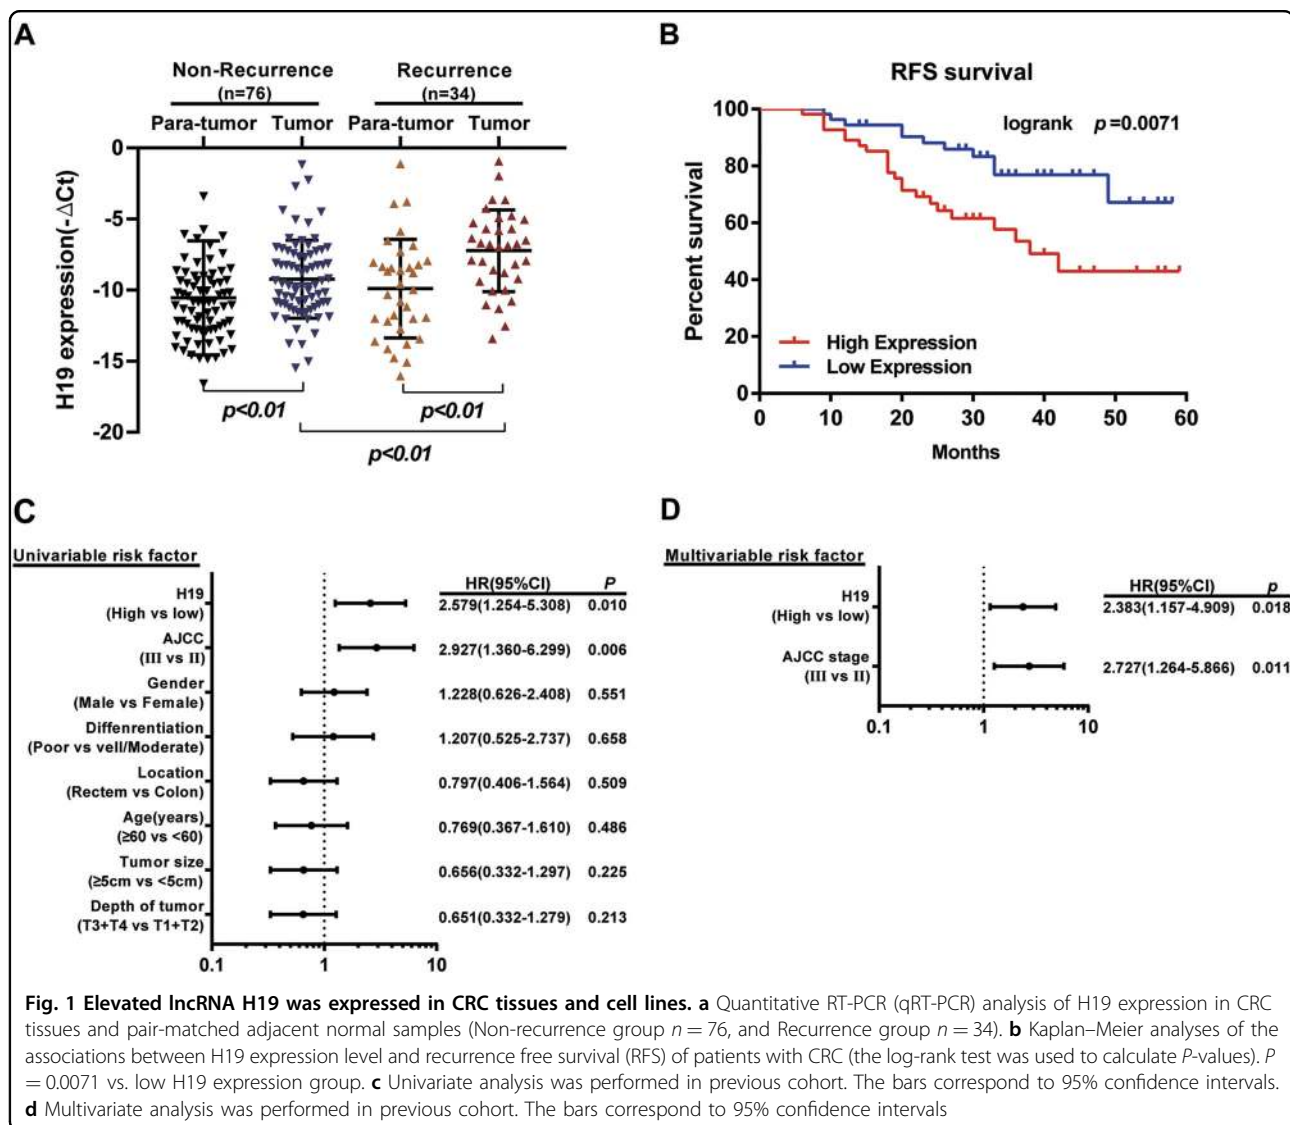 A
Non-Recurrence
(n=76)
Recurrence
(n=34)
Para-tumor Tumor Para-tumor Tumor
H19 expression(-ΔCt)
0
-5
-10
-15
-20
p<0.01
p<0.01
p<0.01
B
RFS survival
logrank p=0.0071
Percent survival
100
80
60
40
20
0
High Expression
Low Expression
0 10 20 30 40 50 60
Months
C
Univariable risk factor
HR(95%CI) P
H19
(High vs low)
2.579(1.254-5.308) 0.010
AJCC
(III vs II)
2.927(1.360-6.299) 0.006
Gender
(Male vs Female)
1.228(0.626-2.408) 0.551
Diffenrentiation
(Poor vs vell/Moderate)
1.207(0.525-2.737) 0.658
Location
(Rectem vs Colon)
0.797(0.406-1.564) 0.509
Age(years)
(≥60 vs <60)
0.769(0.367-1.610) 0.486
Tumor size
(≥5cm vs <5cm)
0.656(0.332-1.297) 0.225
Depth of tumor
(T3+T4 vs T1+T2)
0.651(0.332-1.279) 0.213
0.1 1 10
D
Multivariable risk factor
HR(95%CI) p
H19
(High vs low)
2.383(1.157-4.909) 0.018
AJCC stage
(III vs II)
2.727(1.264-5.866) 0.011
0.1 1 10
Fig. 1 Elevated lncRNA H19 was expressed in CRC tissues and cell lines. a Quantitative RT-PCR (qRT-PCR) analysis of H19 expression in CRC
tissues and pair-matched adjacent normal samples (Non-recurrence group n = 76, and Recurrence group n = 34). b Kaplan–Meier analyses of the
associations between H19 expression level and recurrence free survival (RFS) of patients with CRC (the log-rank test was used to calculate P-values). P
= 0.0071 vs. low H19 expression group. c Univariate analysis was performed in previous cohort. The bars correspond to 95% confidence intervals.
d Multivariate analysis was performed in previous cohort. The bars correspond to 95% confidence intervals